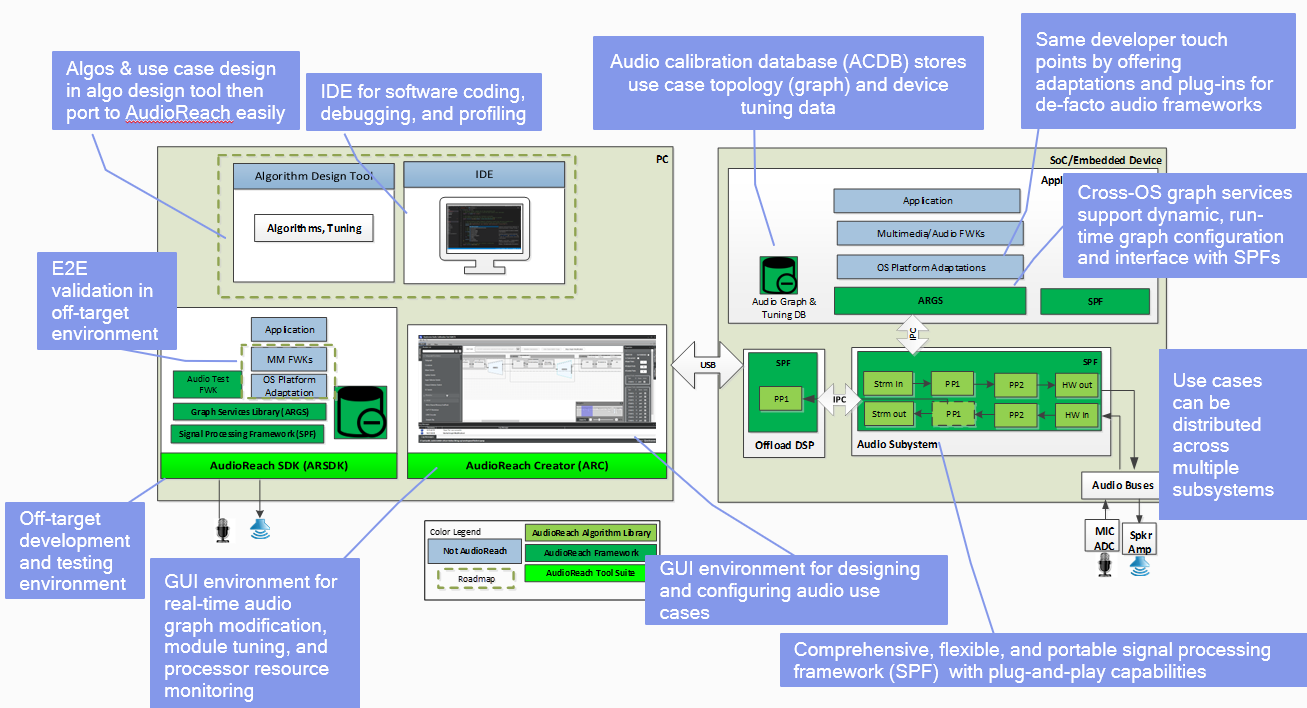 Algos & use case design
in algo design tool then
port to AudioReach easily
IDE for software coding,
debugging, and profiling
Audio calibration database (ACDB) stores
use case topology (graph) and device
tuning data
Same developer touch
points by offering
adaptations and plug-ins for
de-facto audio frameworks
PC
Algorithm Design Tool
Algorithms, Tuning
IDE
E2E
validation in
off-target
environment
Application
MM FWKs
OS Platform
Adaptation
Audio Test
FWK
Graph Services Library (ARGS)
Signal Processing Framework (SPF)
AudioReach SDK (ARSDK)
AudioReach Creator (ARC)
USB
SoC/Embedded Device
Application
Multimedia/Audio FWKs
OS Platform Adaptations
ARGS
SPF
Audio Graph &
Tuning DB
Cross-OS graph services
support dynamic, run-
time graph configuration
and interface with SPFs
IPC
SPF
PP1
Offload DSP
IPC
SPF
Strm In
PP1
PP2
HW out
Strm out
PP1
PP2
HW in
Audio Subsystem
Use cases
can be
distributed
across
multiple
subsystems
Audio Buses
MIC
ADC
Spkr
Amp
Off-target
development
and testing
environment
GUI environment for
real-time audio
graph modification,
module tuning, and
processor resource
monitoring
Color Legend
Not AudioReach
Roadmap
AudioReach Algorithm Library
AudioReach Framework
AudioReach Tool Suite
GUI environment for designing
and configuring audio use
cases
Comprehensive, flexible, and portable signal processing
framework (SPF) with plug-and-play capabilities